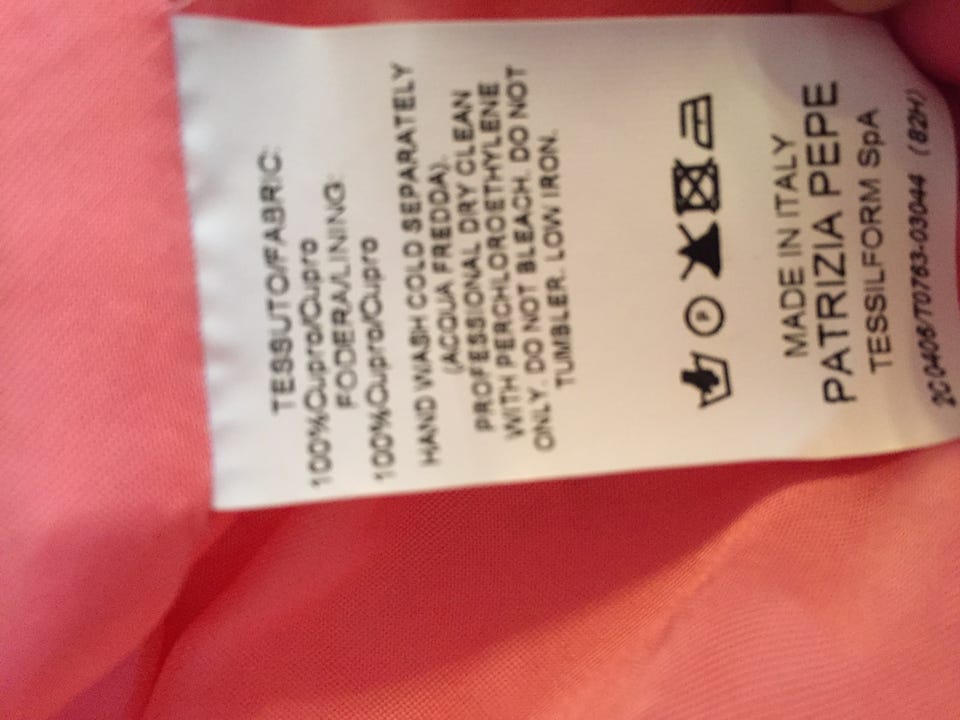 TESSUTO/FABRIC:
100%Cupro/Cupro
FODERA/LINING:
100%Cupro/Cupro
HAND WASH COLD SEPARATELY
(ACQUA FREDDA).
PROFESSIONAL DRY CLEAN
WITH PERCHLOROETHYLENE
ONLY. DO NOT BLEACH. DO NOT
TUMBLER. LOW IRON.
P
MADE IN ITALY
PATRIZIA PEPE
TESSILFORM SpA
2C0406/T0763-03044 (82H)